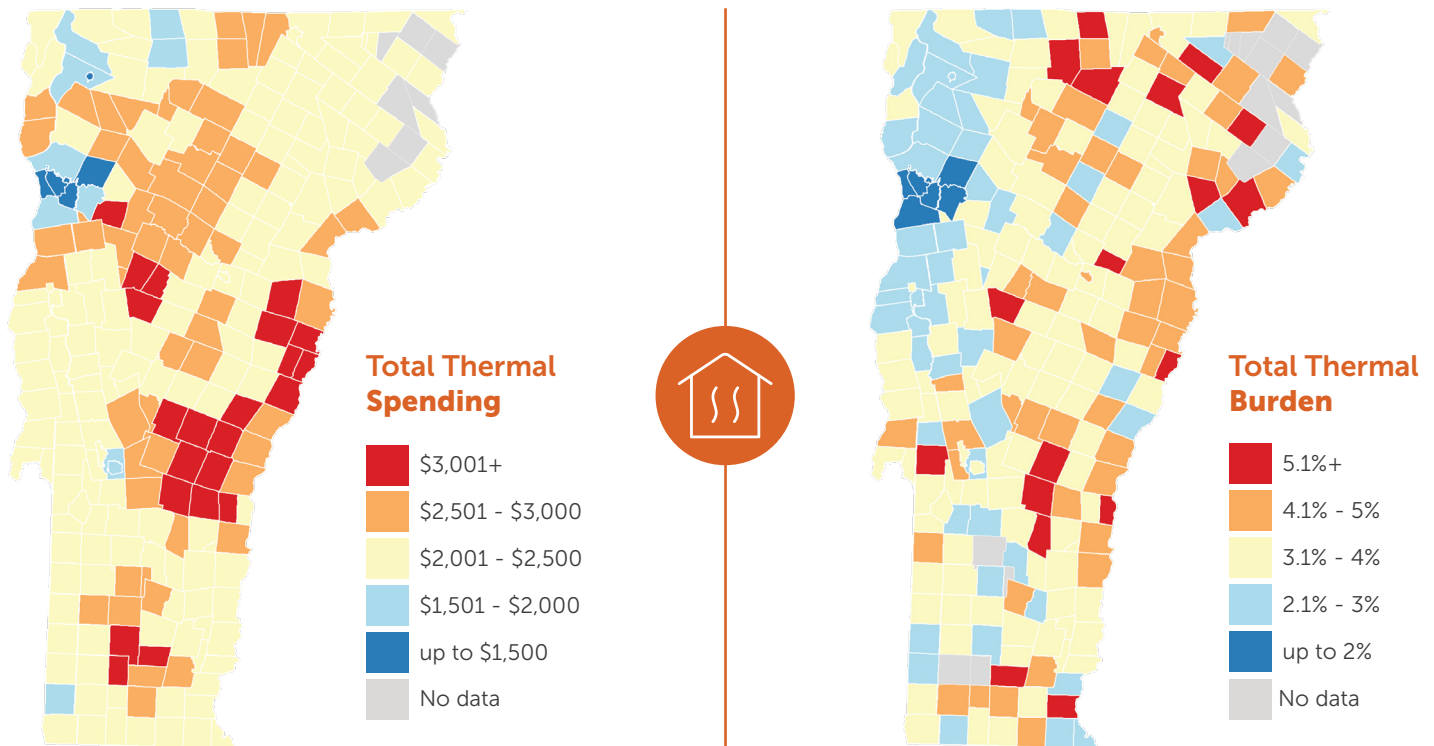 Total Thermal
Spending
$3,001+
$2,501 - $3,000
$2,001 - $2,500
$1,501 - $2,000
up to $1,500
No data
Total Thermal
Burden
5.1%+
4.1% - 5%
3.1% - 4%
2.1% - 3%
up to 2%
No data